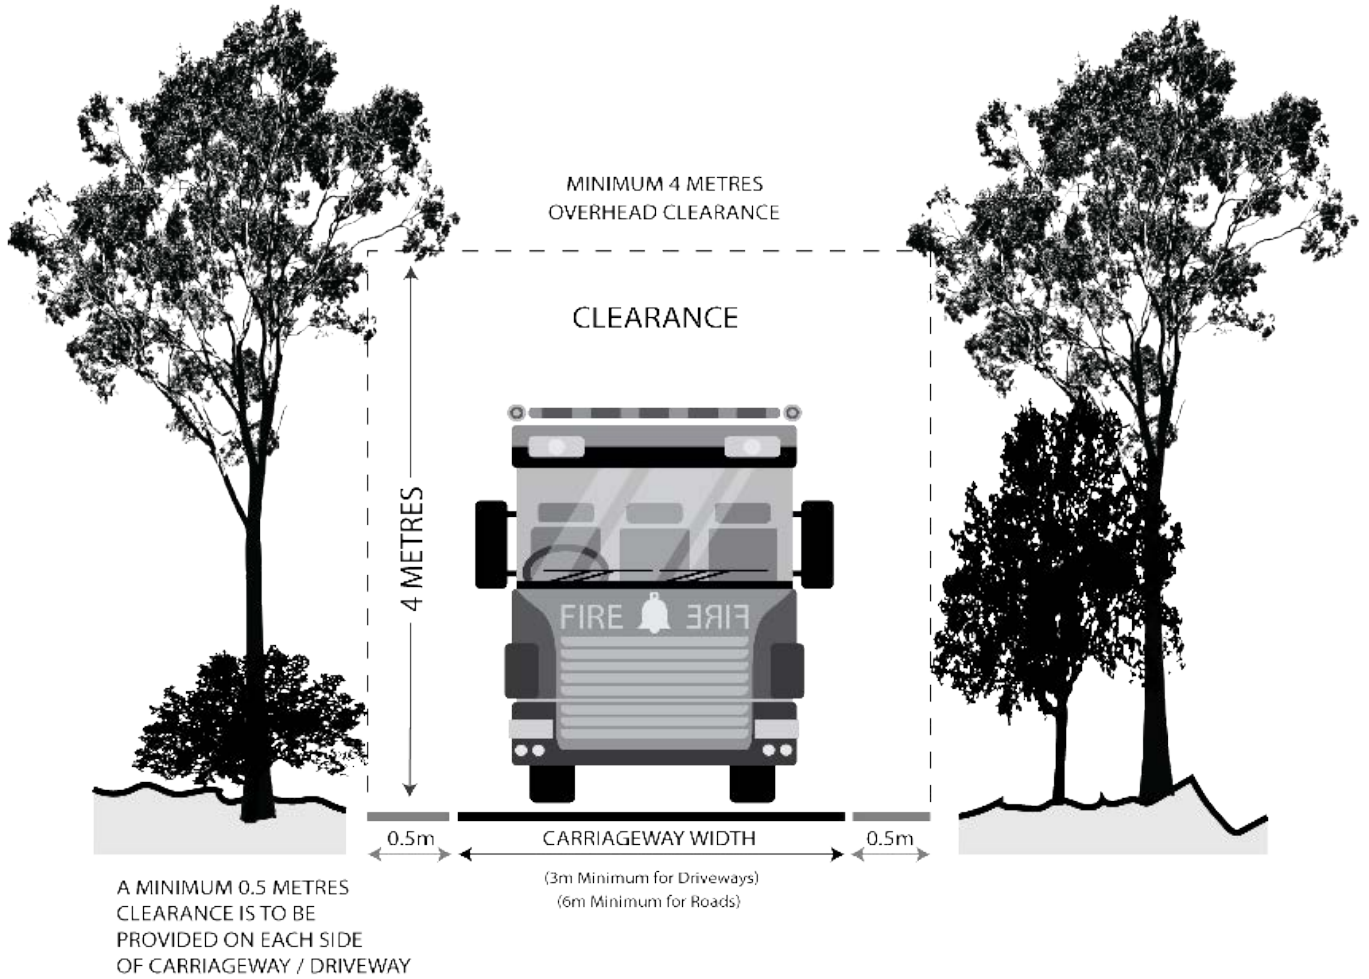 MINIMUM 4 METRES
OVERHEAD CLEARANCE
CLEARANCE
4 METRES
FIRE FIRE
0.5m
CARRIAGEWAY WIDTH
0.5m
(3m Minimum for Driveways)
(6m Minimum for Roads)
A MINIMUM 0.5 METRES
CLEARANCE IS TO BE
PROVIDED ON EACH SIDE
OF CARRIAGEWAY / DRIVEWAY